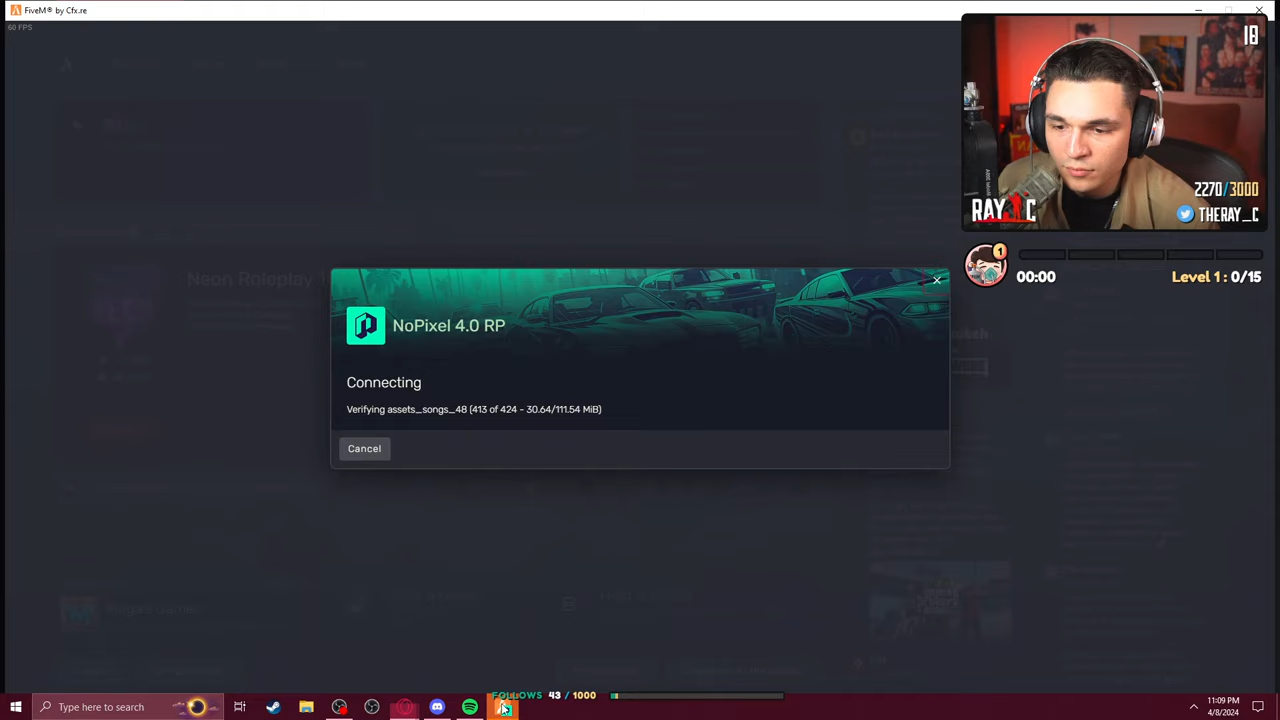 FiveM® by Cfx.re
60 FPS
18
2270/3000
RAY C
THERAY_C
1
00:00
Level 1 : 0/15
Neon Roleplay
NoPixel 4.0 RP
Connecting
Verifying assets_songs_48 (413 of 424 - 30.64/111.54 MiB)
Cancel
FOLLOWS 43 / 1000
Type here to search
11:09 PM
4/8/2024